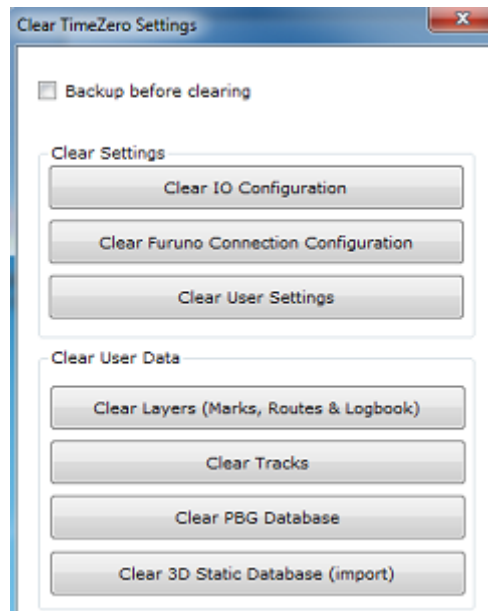 Clear TimeZero Settings
Backup before clearing
Clear Settings
Clear IO Configuration
Clear Furuno Connection Configuration
Clear User Settings
Clear User Data
Clear Layers (Marks, Routes & Logbook)
Clear Tracks
Clear PBG Database
Clear 3D Static Database (import)